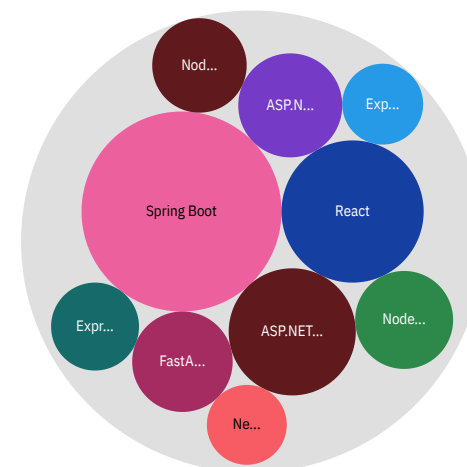 Nod...
ASP.N...
Exp...
Spring Boot
React
Expr...
FastA...
ASP.NET...
Node...
Ne...